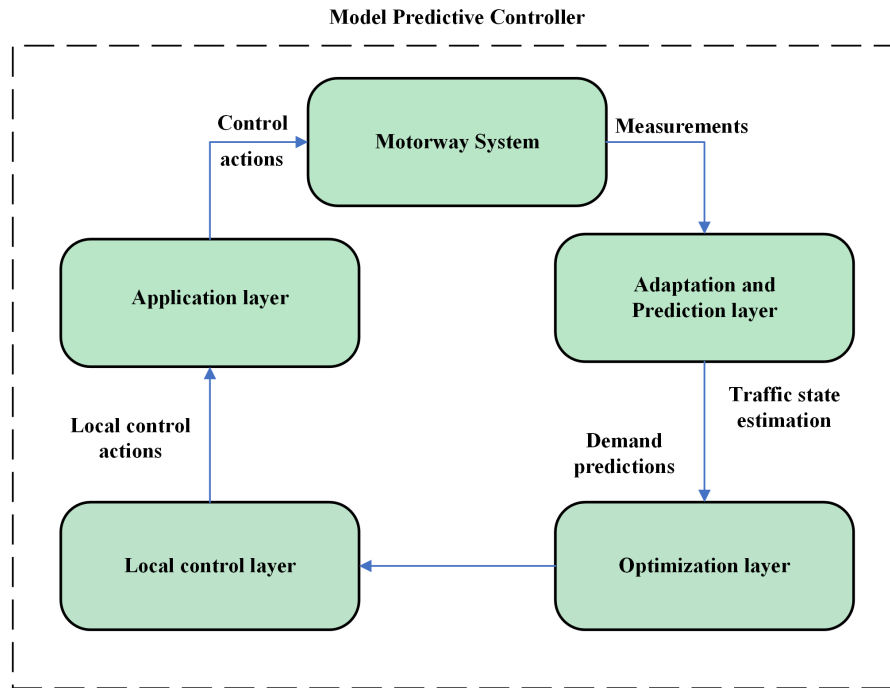 Model Predictive Controller
Control
actions
Motorway System
Measurements
Application layer
Adaptation and
Prediction layer
Local control
actions
Traffic state
estimation
Demand
predictions
Local control layer
Optimization layer